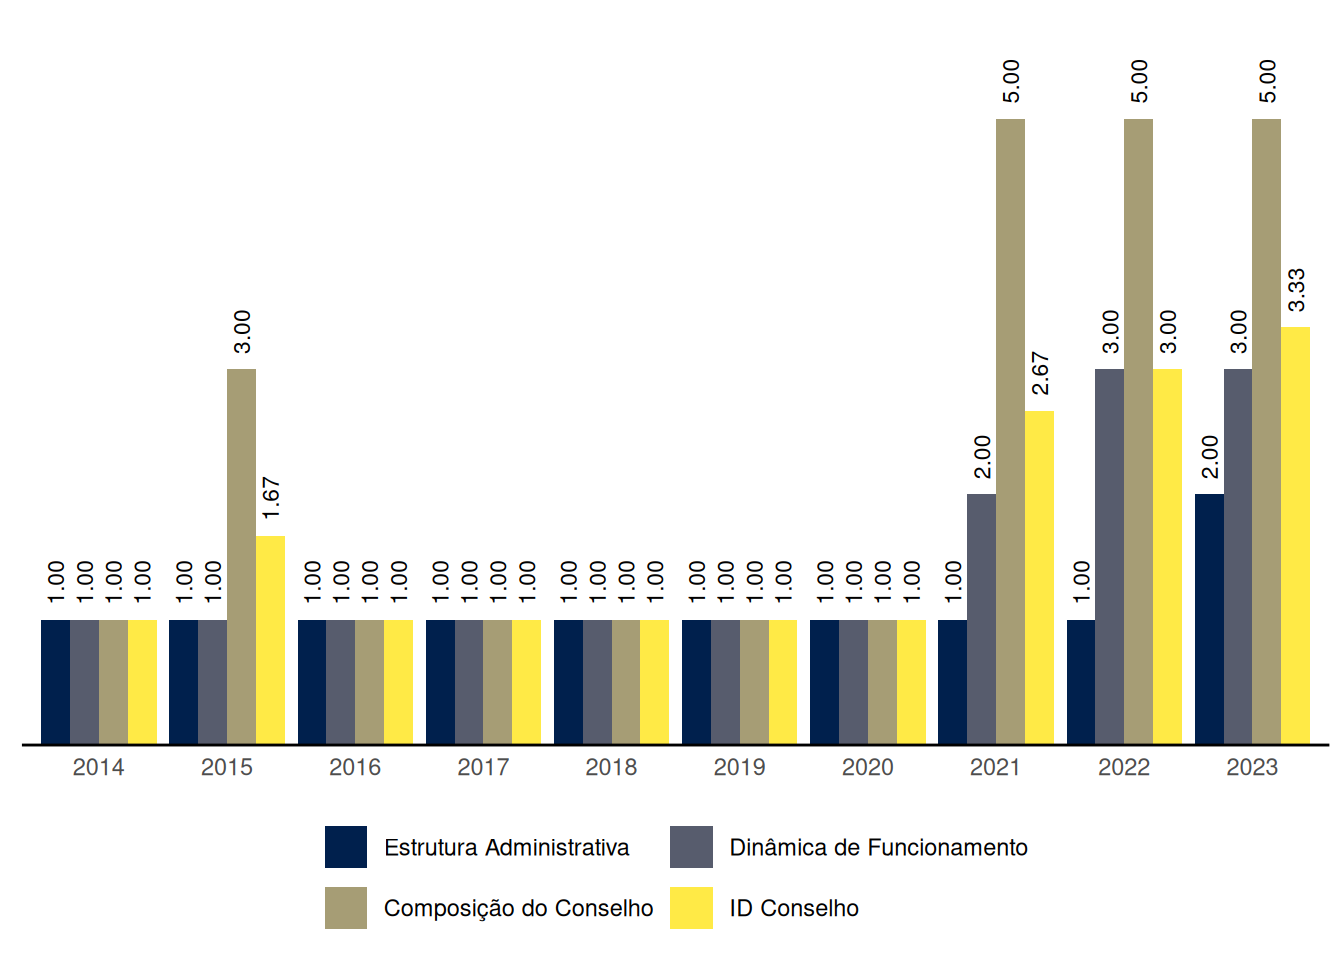 5.00 5.00 5.00
3.33
3.00 3.00 3.00 3.00
2.67
2.00 2.00
1.67
1.00 1.00 1.00 1.00 1.00 1.00 1.00 1.00 1.00 1.00 1.00 1.00 1.00 1.00 1.00 1.00 1.00 1.00 1.00 1.00 1.00 1.00 1.00 1.00 1.00 1.00 1.00 1.00
2014 2015 2016 2017 2018 2019 2020 2021 2022 2023
Estrutura Administrativa Dinâmica de Funcionamento
Composição do Conselho ID Conselho